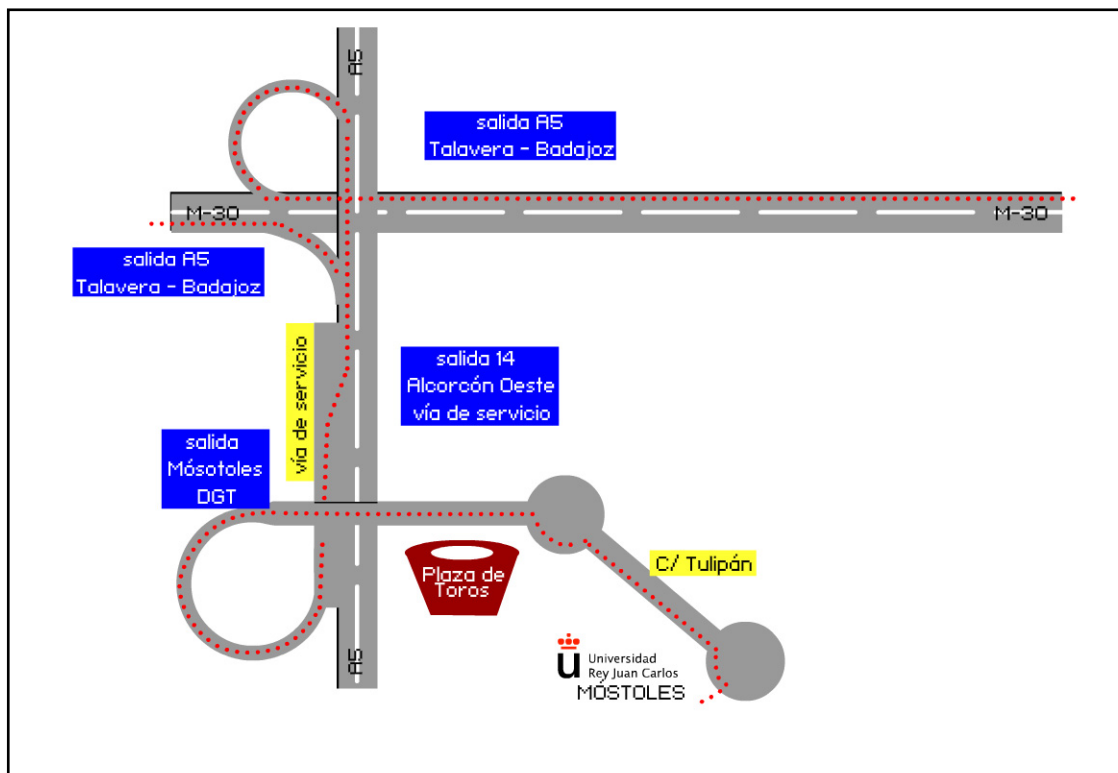 A5
salida A5
Talavera - Badajoz
M-30
M-30
salida A5
Talavera - Badajoz
vía de servicio
salida 14
Alcorcón Oeste
vía de servicio
salida
Mósotoles
DGT
Plaza de
Toros
C/ Tulipán
A5
u Universidad
Rey Juan Carlos
MÓSTOLES